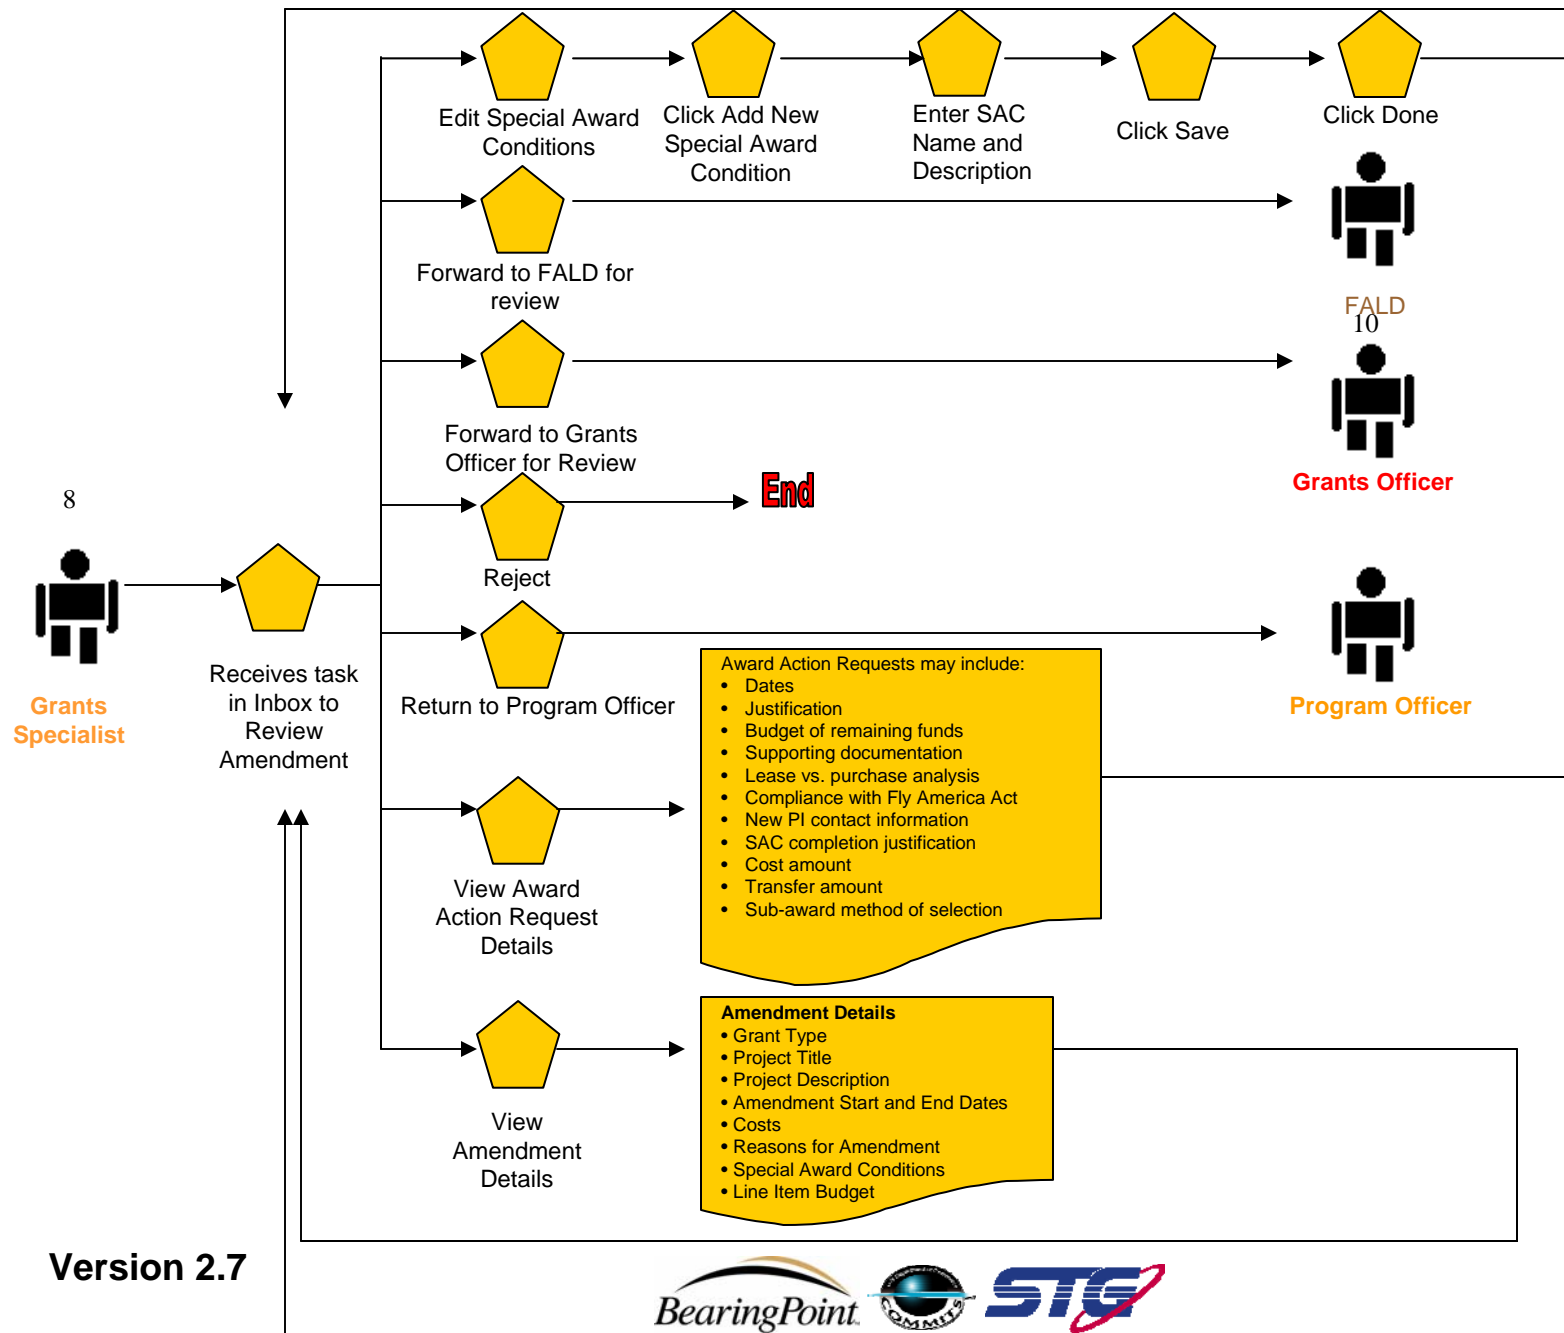 Edit Special Award
Conditions
Click Add New
Special Award
Condition
Enter SAC
Name and
Description
Click Save
Click Done
Forward to FALD for
review
FALD
10
Forward to Grants
Officer for Review
Grants Officer
End
8
Reject
Grants
Specialist
Receives task
in Inbox to
Review
Amendment
Return to Program Officer
Program Officer
Award Action Requests may include:
• Dates
• Justification
• Budget of remaining funds
• Supporting documentation
• Lease vs. purchase analysis
• Compliance with Fly America Act
• New PI contact information
• SAC completion justification
• Cost amount
• Transfer amount
• Sub-award method of selection
View Award
Action Request
Details
Amendment Details
• Grant Type
• Project Title
• Project Description
• Amendment Start and End Dates
• Costs
• Reasons for Amendment
• Special Award Conditions
• Line Item Budget
View
Amendment
Details
Version 2.7
BearingPoint
COMMITS
STG